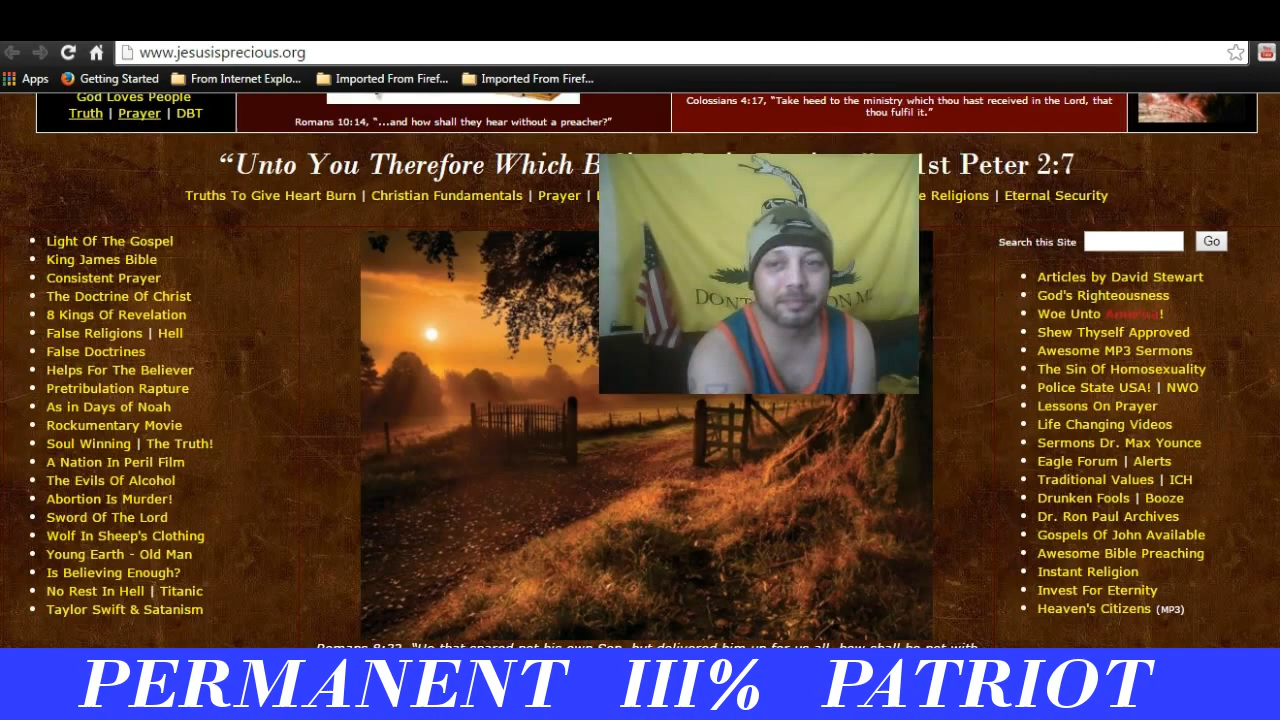 www.jesusisprecious.org
Apps Getting Started From Internet Explo... Imported From Firef... Imported From Firef...
God Loves People
Truth | Prayer | DBT
Romans 10:14, “...and how shall they hear without a preacher?”
Colossians 4:17, “Take heed to the ministry which thou hast received in the Lord, that
thou fulfil it.”
“Unto You Therefore Which 1st Peter 2:7
Truths To Give Heart Burn | Christian Fundamentals | Prayer | Religions | Eternal Security
Light Of The Gospel
King James Bible
Consistent Prayer
The Doctrine Of Christ
8 Kings Of Revelation
False Religions | Hell
False Doctrines
Helps For The Believer
Pretribulation Rapture
As in Days of Noah
Rockumentary Movie
Soul Winning | The Truth!
A Nation In Peril Film
The Evils Of Alcohol
Abortion Is Murder!
Sword Of The Lord
Wolf In Sheep's Clothing
Young Earth - Old Man
Is Believing Enough?
No Rest In Hell | Titanic
Taylor Swift & Satanism
DON'T ON ME
Search this Site Go
Articles by David Stewart
God's Righteousness
Woe Unto America!
Shew Thyself Approved
Awesome MP3 Sermons
The Sin Of Homosexuality
Police State USA! | NWO
Lessons On Prayer
Life Changing Videos
Sermons Dr. Max Younce
Eagle Forum | Alerts
Traditional Values | ICH
Drunken Fools | Booze
Dr. Ron Paul Archives
Gospels Of John Available
Awesome Bible Preaching
Instant Religion
Invest For Eternity
Heaven's Citizens (MP3)
PERMANENT III% PATRIOT